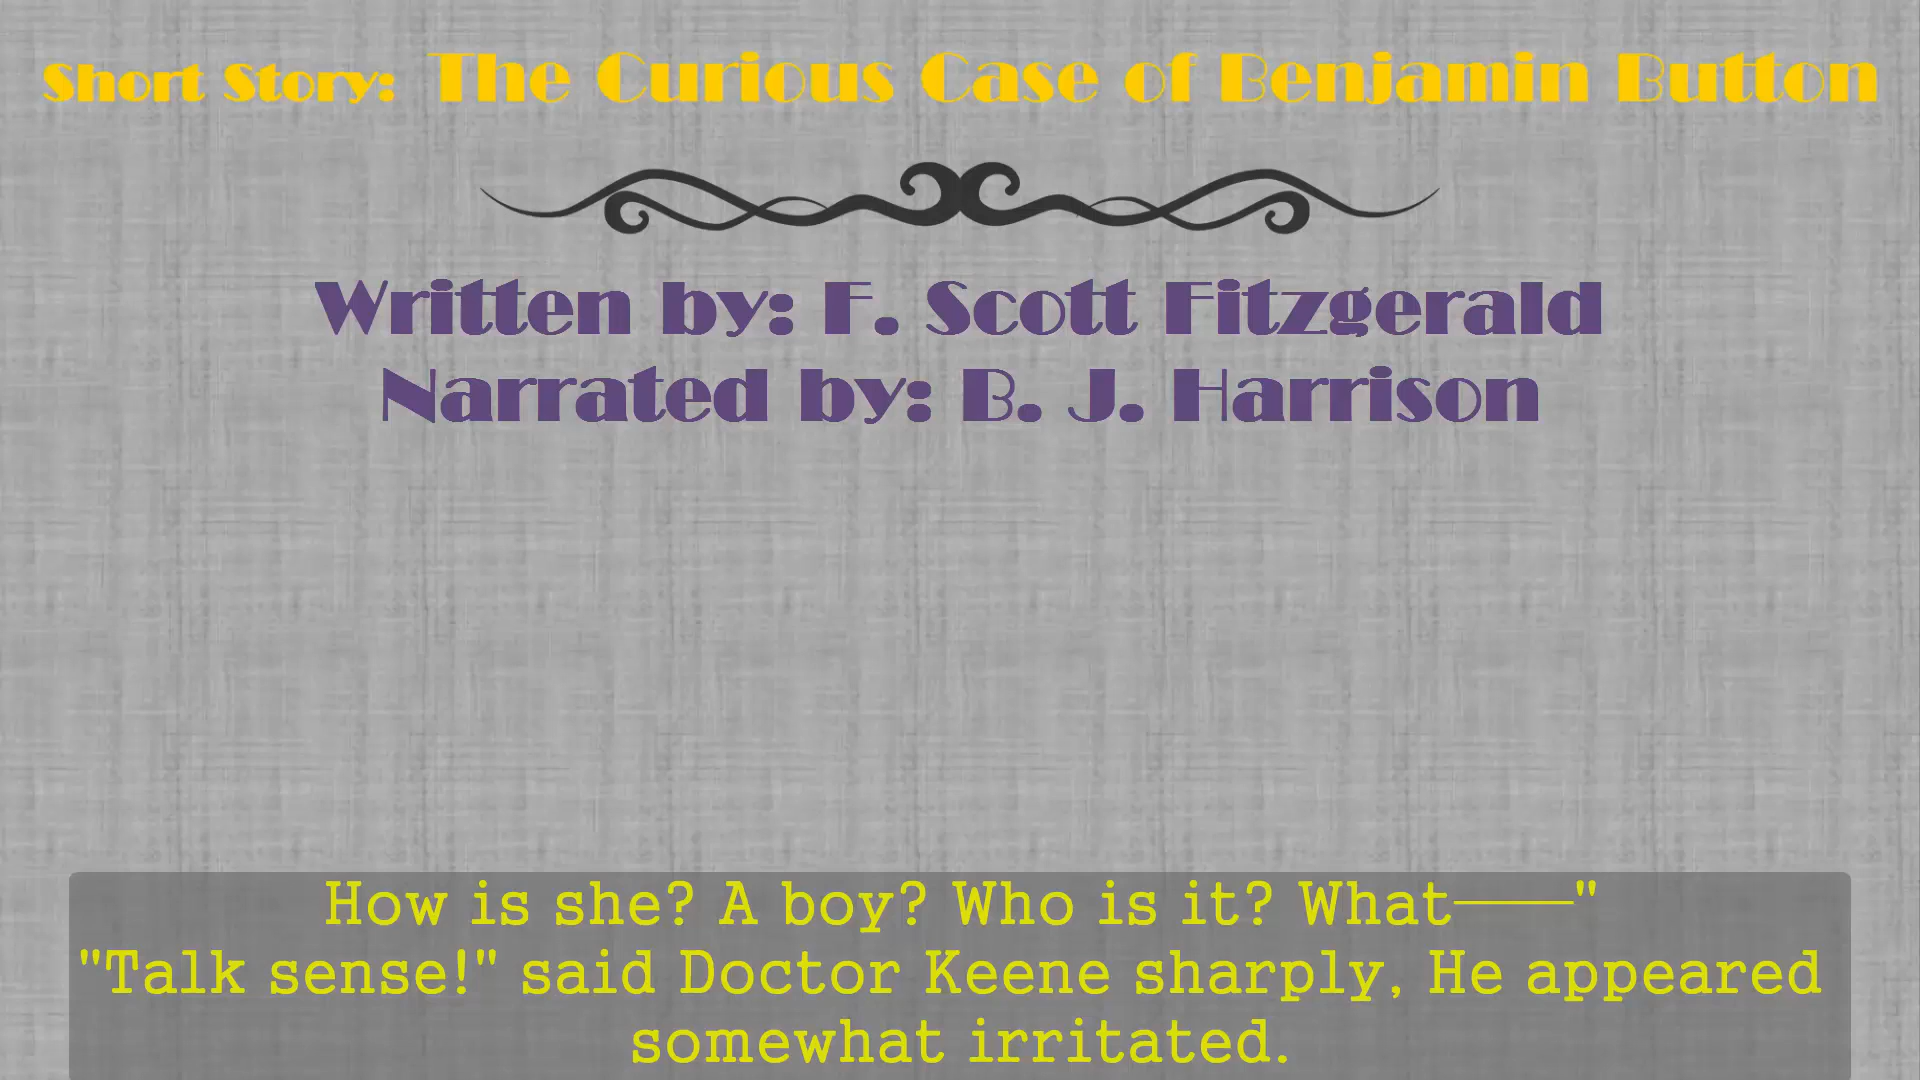 Short Story: The Curious Case of Benjamin Button
Written by: F. Scott Fitzgerald
Narrated by: B. J. Harrison
How is she? A boy? Who is it? What——"
"Talk sense!" said Doctor Keene sharply, He appeared
somewhat irritated.